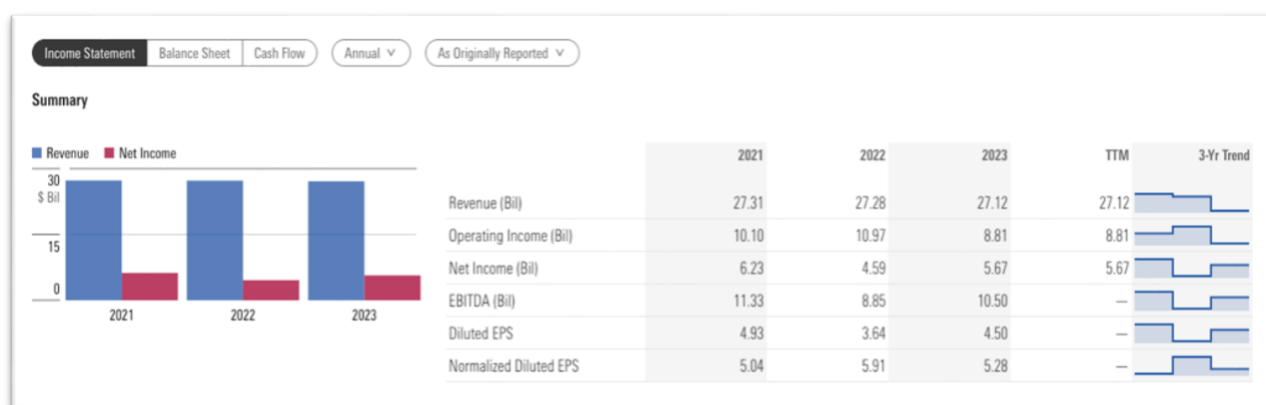 Income Statement Balance Sheet Cash Flow Annual As Originally Reported
Summary
Revenue Net Income
30
$ Bil
15
0
2021 2022 2023
2021 2022 2023 TTM 3-Yr Trend
Revenue (Bil) 27.31 27.28 27.12 27.12
Operating Income (Bil) 10.10 10.97 8.81 8.81
Net Income (Bil) 6.23 4.59 5.67 5.67
EBITDA (Bil) 11.33 8.85 10.50 —
Diluted EPS 4.93 3.64 4.50 —
Normalized Diluted EPS 5.04 5.91 5.28 —